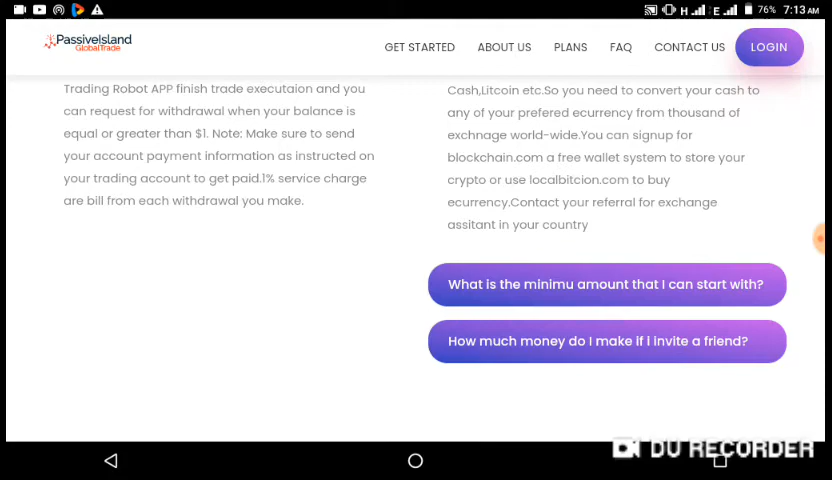 H E 76% 7:13 AM
PassiveIsland
GlobalTrade
GET STARTED ABOUT US PLANS FAQ CONTACT US LOGIN
Trading Robot APP finish trade executaion and you
can request for withdrawal when your balance is
equal or greater than $1. Note: Make sure to send
your account payment information as instructed on
your trading account to get paid.1% service charge
are bill from each withdrawal you make.
Cash,Litcoin etc.So you need to convert your cash to
any of your prefered ecurrency from thousand of
exchnage world-wide.You can signup for
blockchain.com a free wallet system to store your
crypto or use localbitcion.com to buy
ecurrency.Contact your referral for exchange
assitant in your country
What is the minimu amount that I can start with?
How much money do I make if i invite a friend?
DU RECORDER